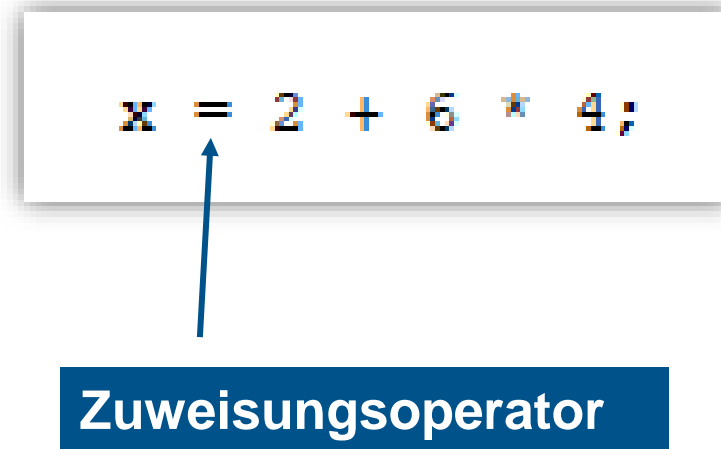 x = 2 + 6 * 4;
Zuweisungsoperator